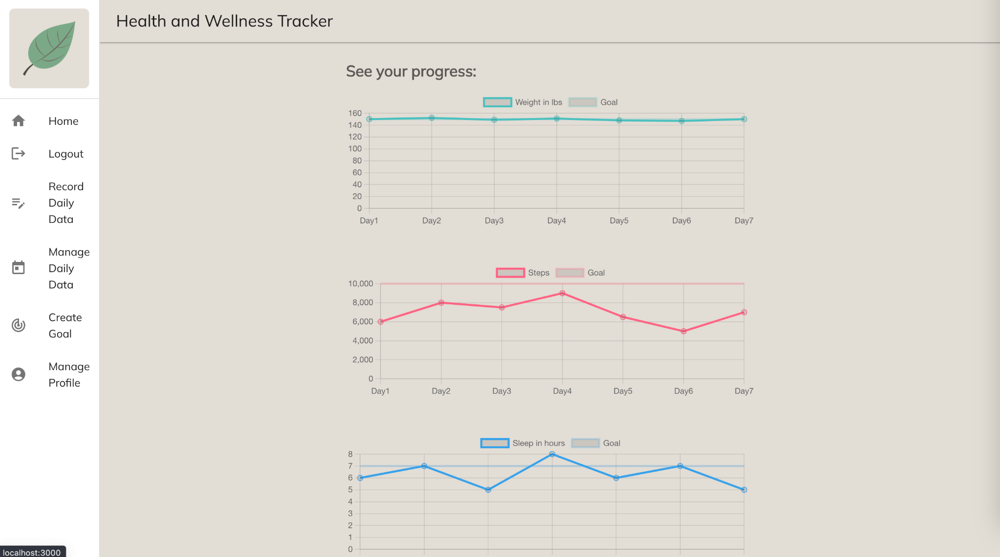 Health and Wellness Tracker
Home
Logout
Record
Daily
Data
Manage
Daily
Data
Create
Goal
Manage
Profile
See your progress:
Weight in lbs Goal
160
140
120
100
80
60
40
20
0
Day1 Day2 Day3 Day4 Day5 Day6 Day7
Steps Goal
10,000
8,000
6,000
4,000
2,000
0
Day1 Day2 Day3 Day4 Day5 Day6 Day7
Sleep in hours Goal
8
7
6
5
4
3
2
1
0
localhost:3000